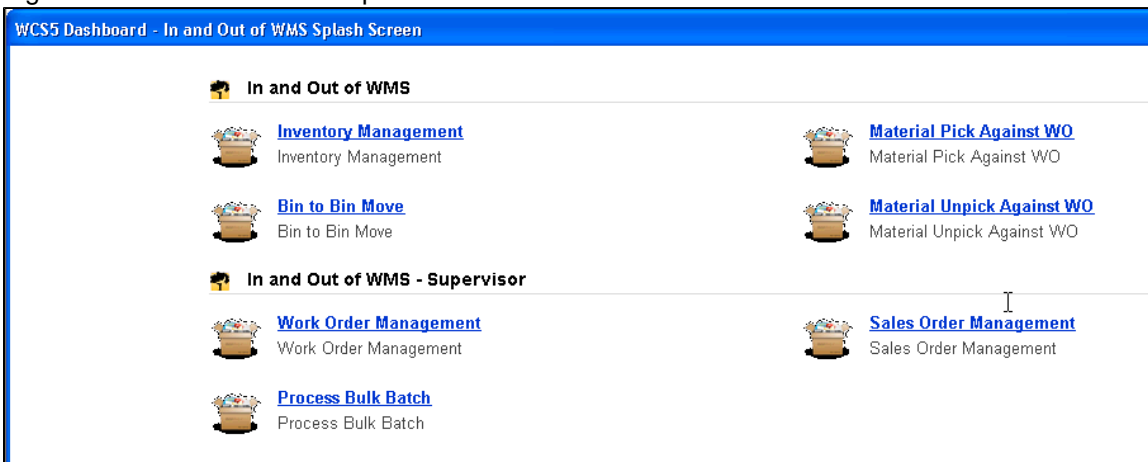 WCS5 Dashboard - In and Out of WMS Splash Screen
In and Out of WMS
Inventory Management
Inventory Management
Material Pick Against WO
Material Pick Against WO
Bin to Bin Move
Bin to Bin Move
Material Unpick Against WO
Material Unpick Against WO
In and Out of WMS - Supervisor
Work Order Management
Work Order Management
Sales Order Management
Sales Order Management
Process Bulk Batch
Process Bulk Batch